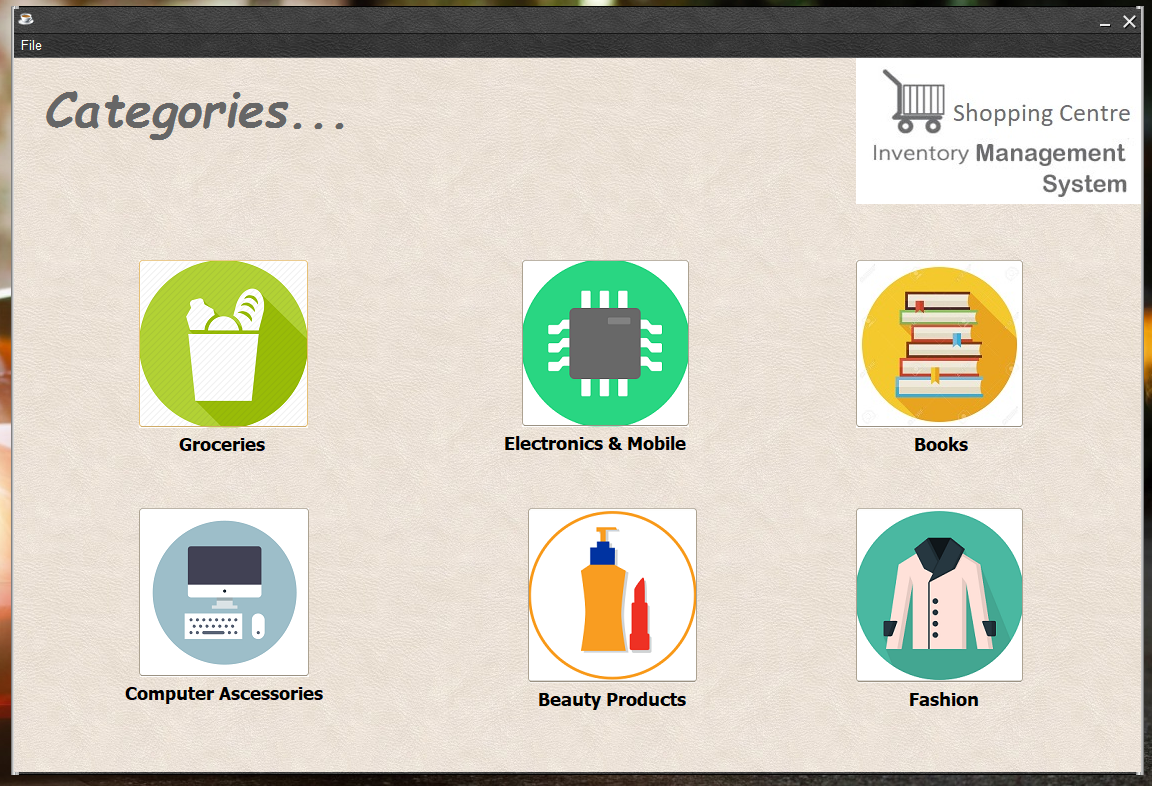 File
Categories...
Shopping Centre
Inventory Management
System
Groceries
Electronics & Mobile
Books
Computer Ascessories
Beauty Products
Fashion